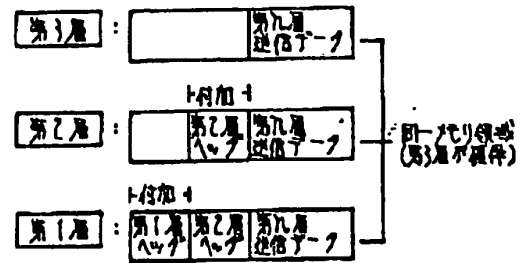 第3層 :
第n層
送信データ
├付加┤
第2層 :
第2層
ヘッダ
第n層
送信データ
同一メモリ領域
(第3層が確保)
├付加┤
第1層 :
第1層
ヘッダ
第2層
ヘッダ
第n層
送信データ